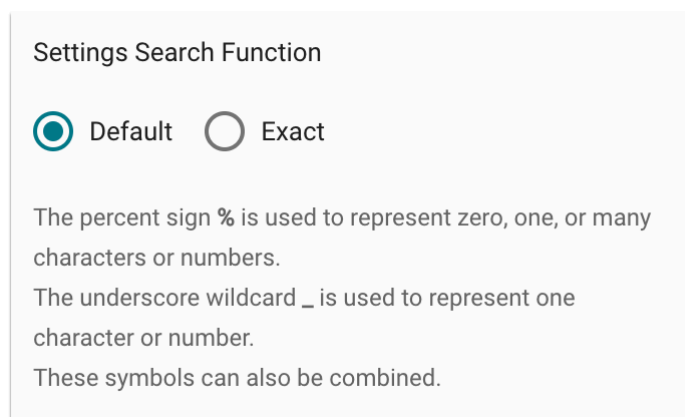 Settings Search Function
Default Exact
The percent sign % is used to represent zero, one, or many
characters or numbers.
The underscore wildcard _ is used to represent one
character or number.
These symbols can also be combined.